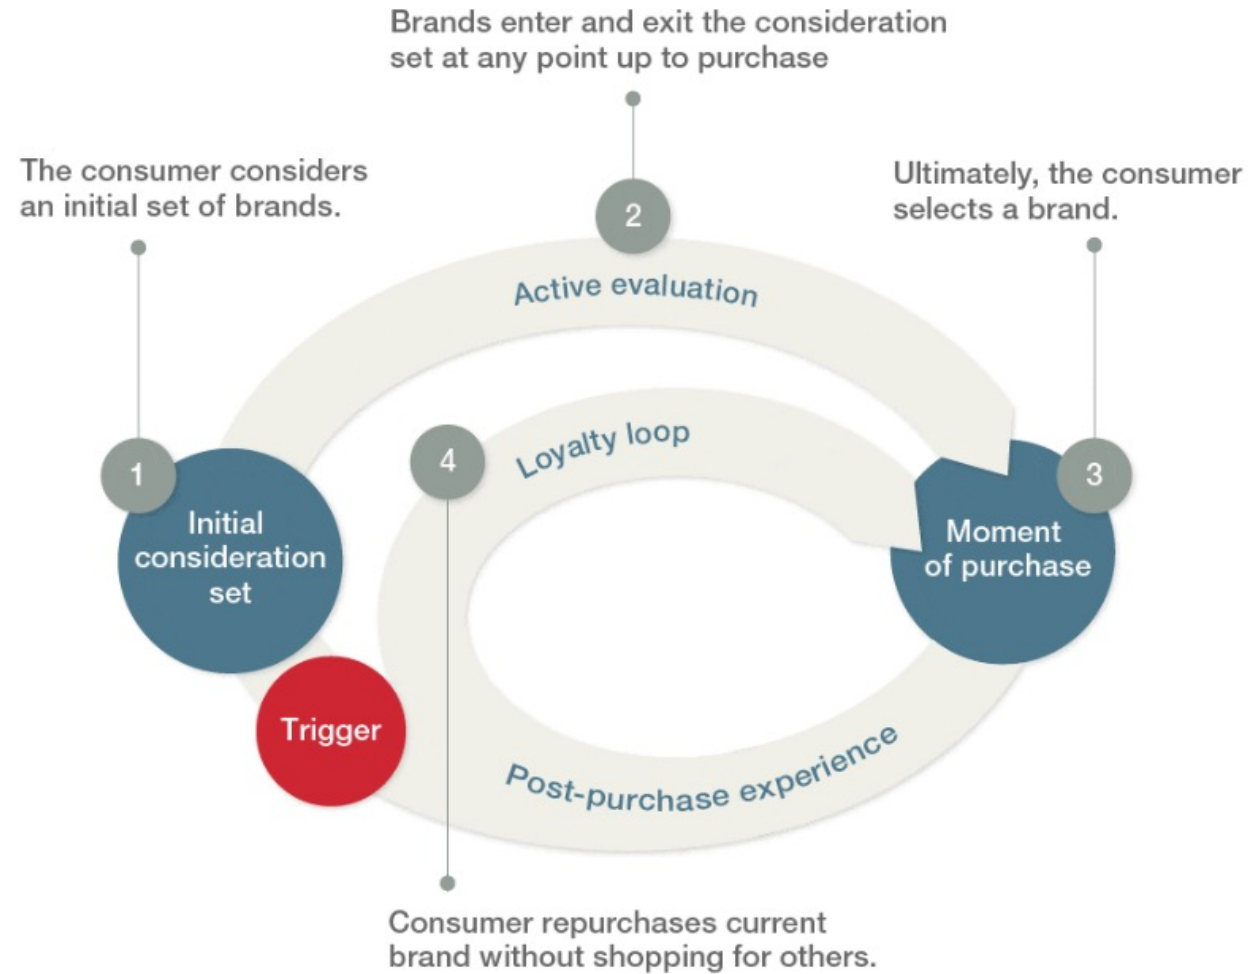 Brands enter and exit the consideration
set at any point up to purchase
The consumer considers
an initial set of brands.
Ultimately, the consumer
selects a brand.
2
Active evaluation
1
Initial
consideration
set
4
Loyalty loop
3
Moment
of purchase
Trigger
Post-purchase experience
Consumer repurchases current
brand without shopping for others.